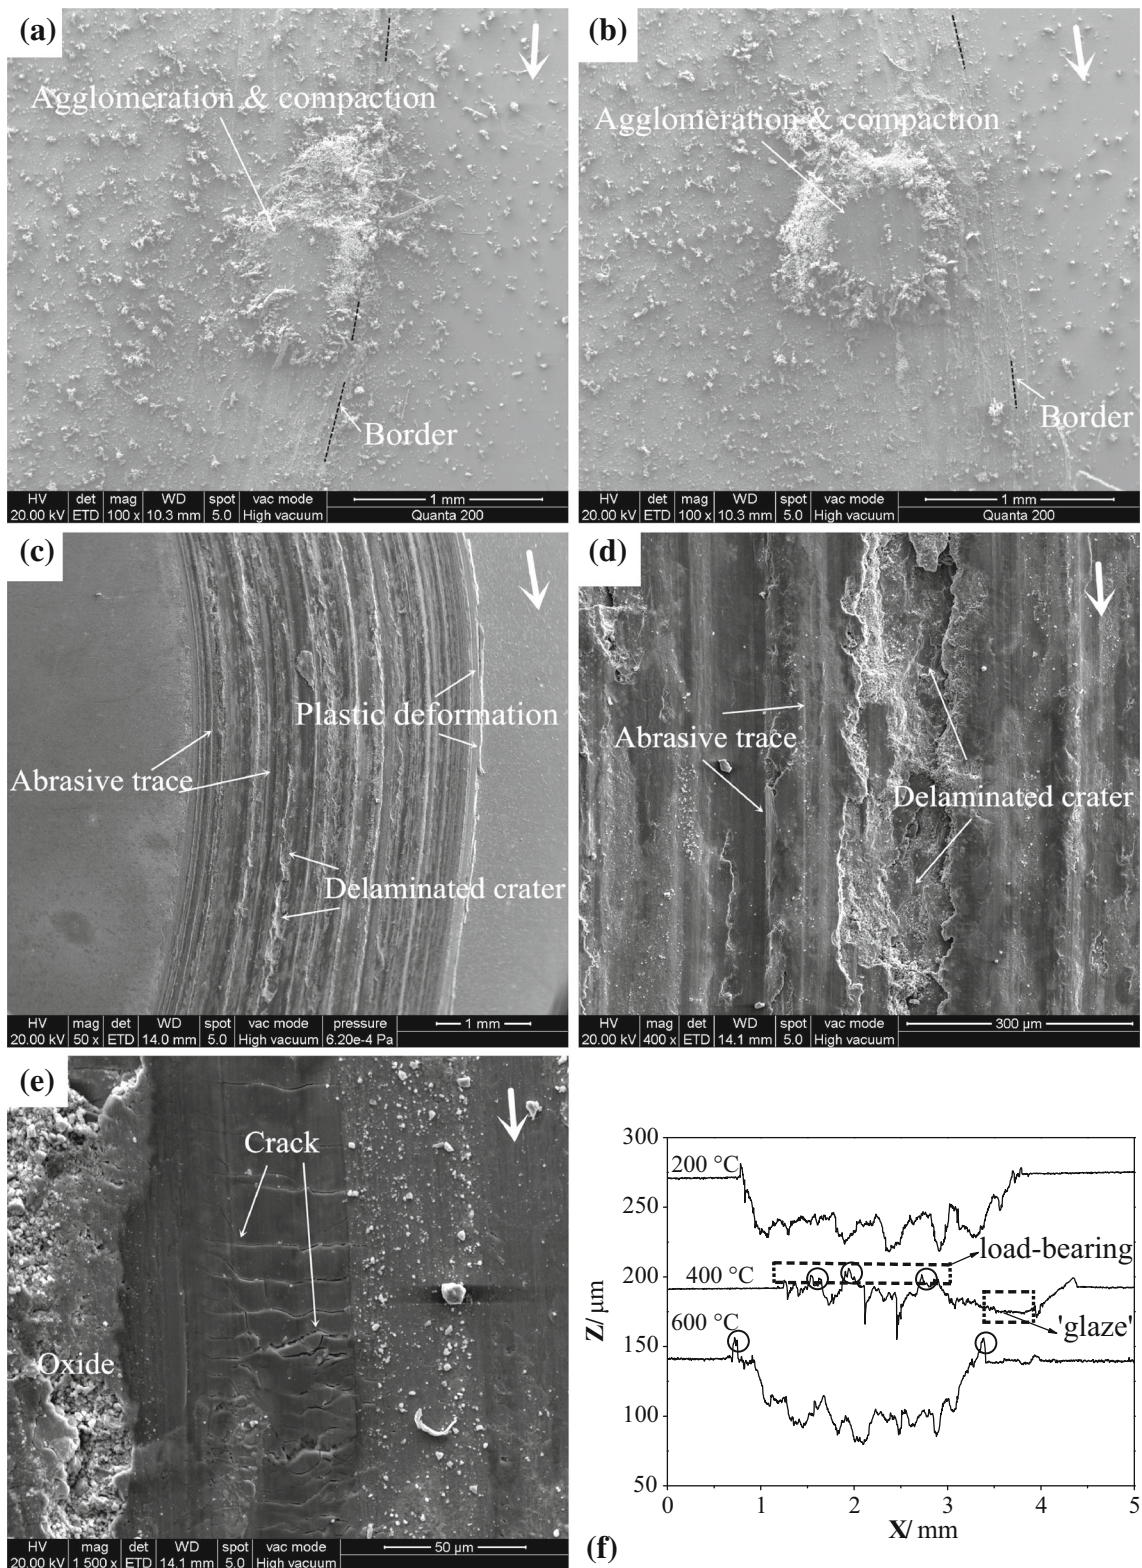 (a)
Agglomeration & compaction
Border
HV det mag WD spot vac mode 1 mm
20.00 kV ETD 100 x 10.3 mm 5.0 High vacuum Quanta 200
(b)
Agglomeration & compaction
Border
HV det mag WD spot vac mode 1 mm
20.00 kV ETD 100 x 10.3 mm 5.0 High vacuum Quanta 200
(c)
Plastic deformation
Abrasive trace
Delaminated crater
HV mag det WD spot vac mode pressure 1 mm
20.00 kV 50 x ETD 14.0 mm 5.0 High vacuum 6.20e-4 Pa
(d)
Abrasive trace
Delaminated crater
HV mag det WD spot vac mode 300 µm
20.00 kV 400 x ETD 14.1 mm 5.0 High vacuum
(e)
Crack
Oxide
HV mag det WD spot vac mode 50 µm
20.00 kV 1 500 x ETD 14.1 mm 5.0 High vacuum
300
200 °C
250
load-bearing
200
400 °C
Z/ µm
'glaze'
600 °C
150
100
50
0 1 2 3 4 5
X/ mm
(f)